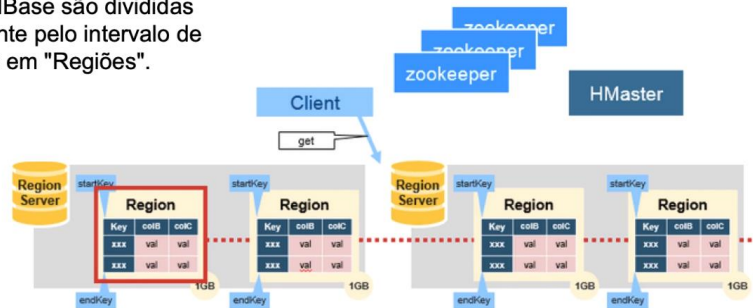 HBase são divididas
nte pelo intervalo de
em "Regiões".
zookeeper
zookeeper
zookeeper
HMaster
Client
get
Region
Server
startKey
Region
Key colB colC
xxx val val
xxx val val
endKey
1GB
startKey
Region
Key colB colC
xxx val val
xxx val val
endKey
1GB
Region
Server
startKey
Region
Key colB colC
xxx val val
xxx val val
endKey
1GB
startKey
Region
Key colB colC
xxx val val
xxx val val
endKey
1GB